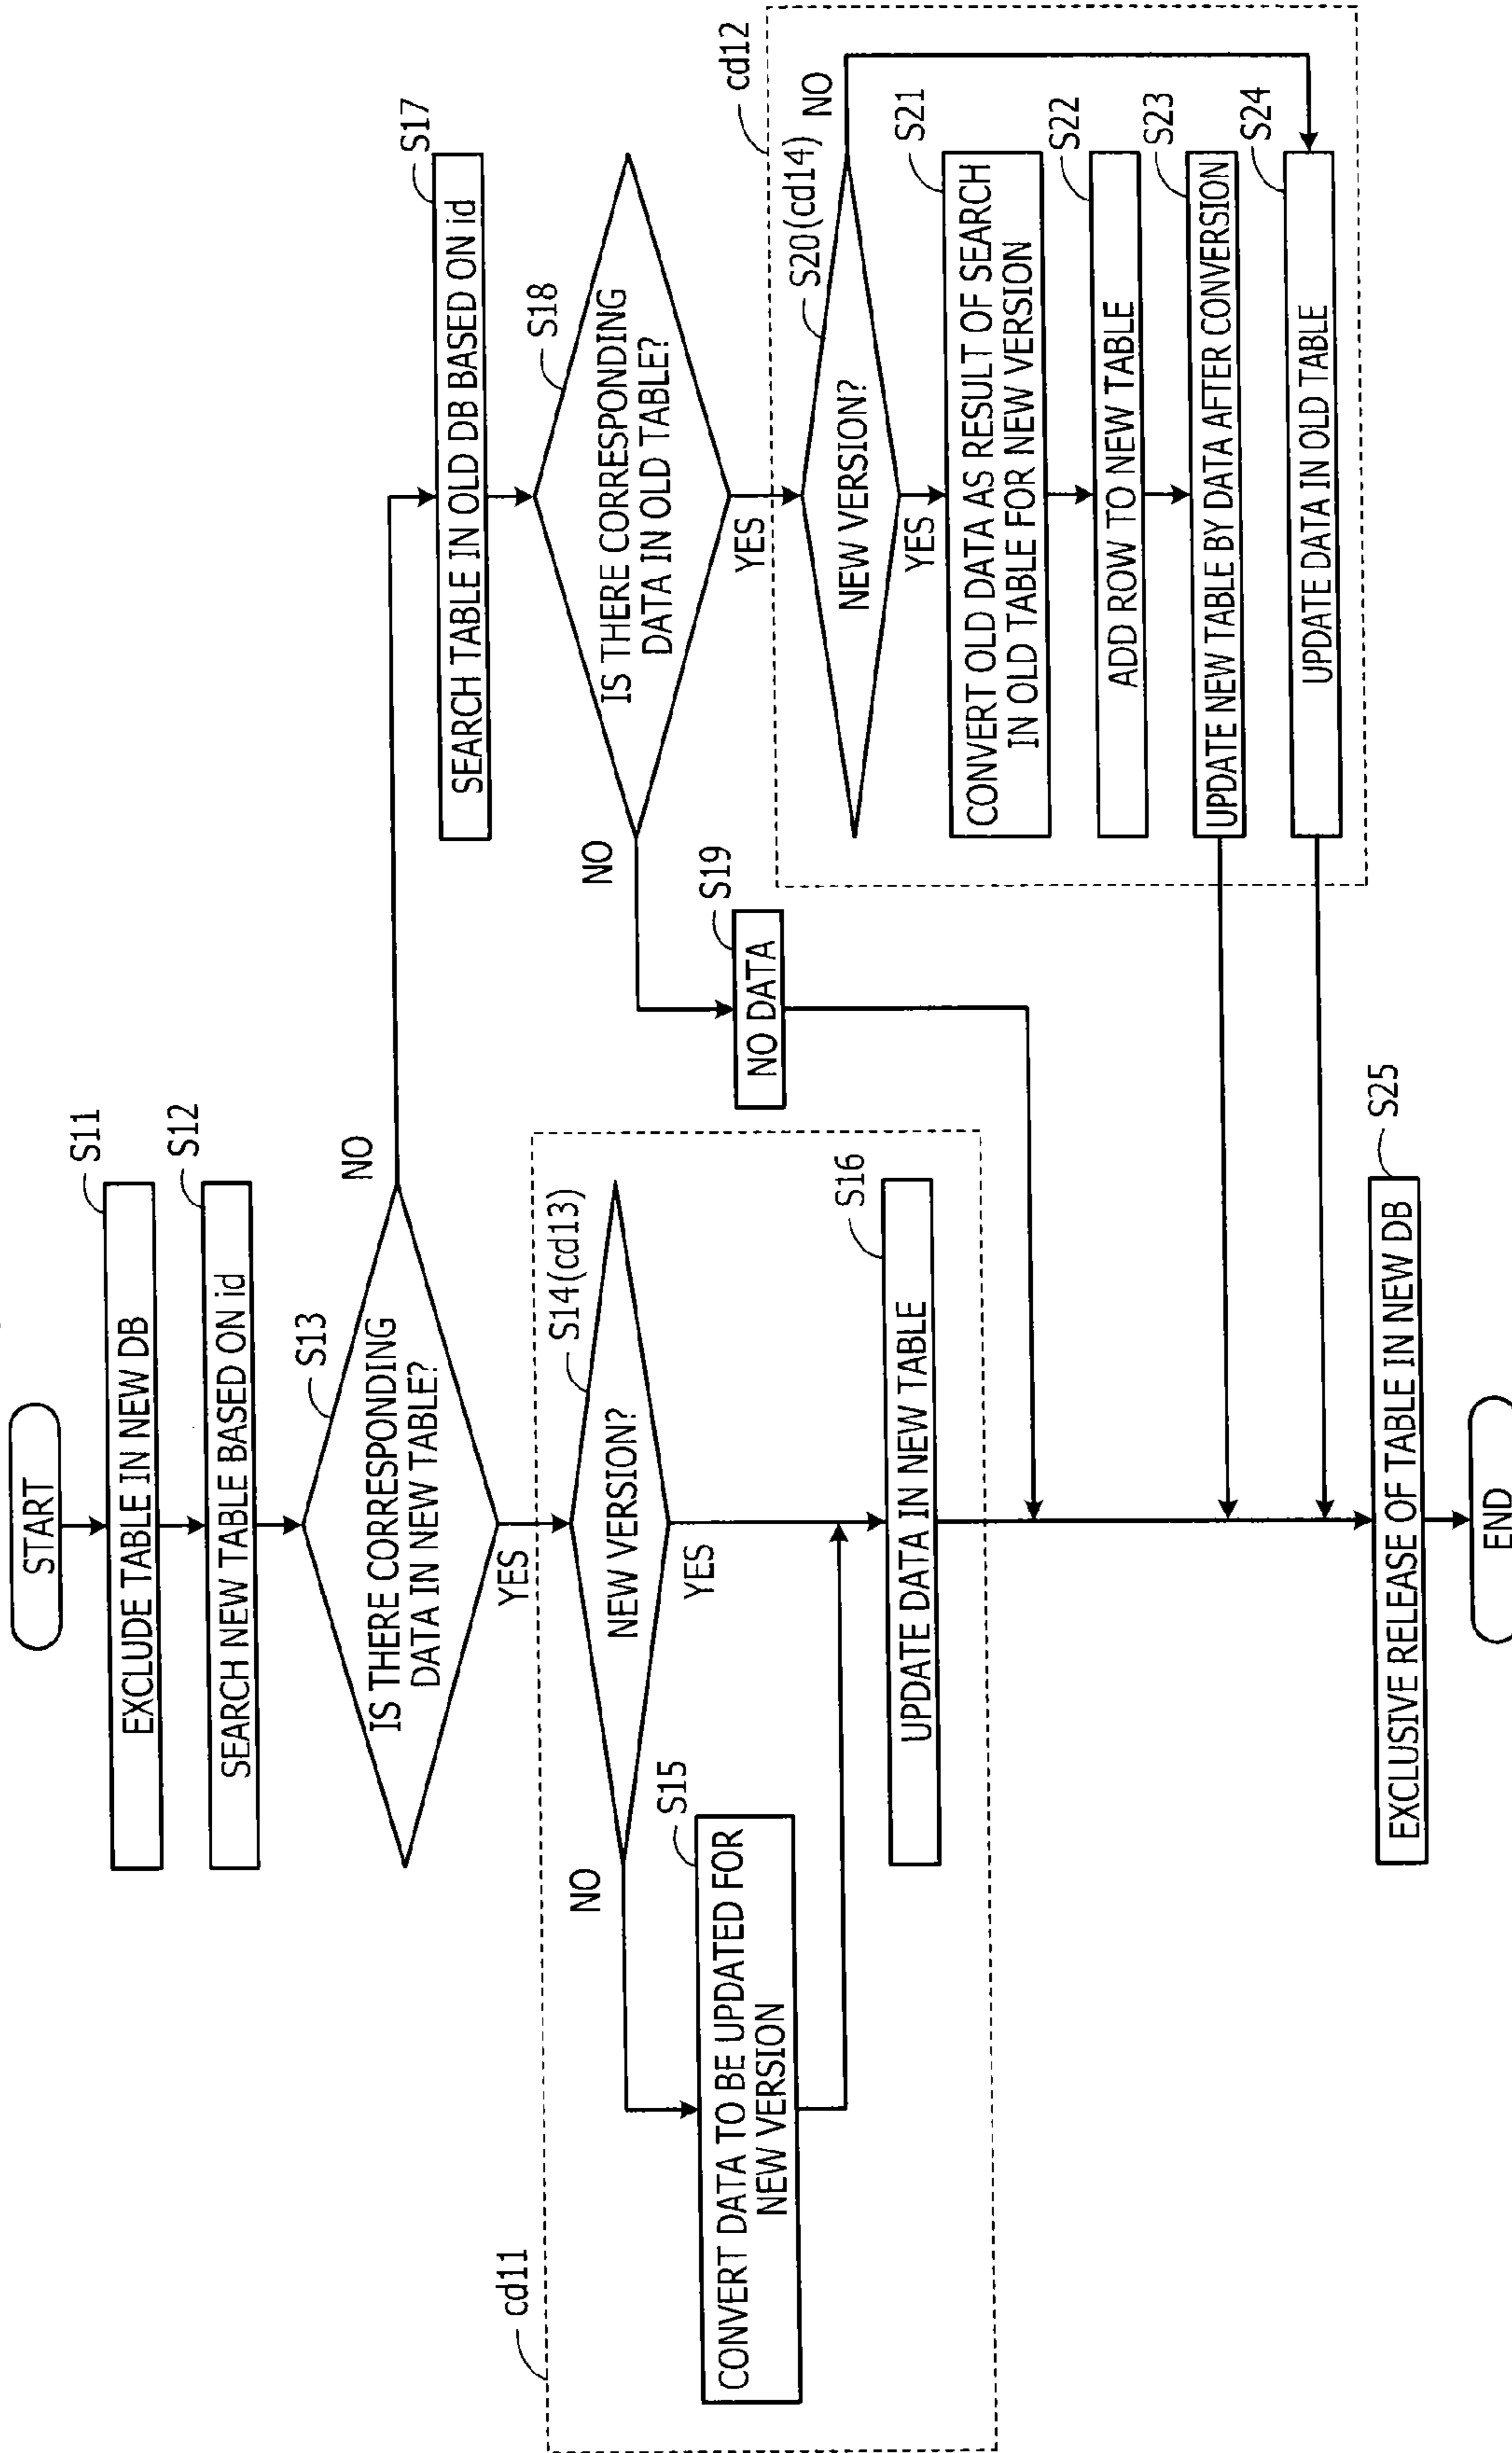 START
S11
EXCLUDE TABLE IN NEW DB
S12
SEARCH NEW TABLE BASED ON id
S13
IS THERE CORRESPONDING
DATA IN NEW TABLE?
NO
YES
cd11
S14(cd13)
NEW VERSION?
NO
YES
S15
CONVERT DATA TO BE UPDATED FOR
NEW VERSION
S16
UPDATE DATA IN NEW TABLE
S17
SEARCH TABLE IN OLD DB BASED ON id
S18
IS THERE CORRESPONDING
DATA IN OLD TABLE?
NO
YES
S19
NO DATA
cd12
S20(cd14)
NEW VERSION?
NO
YES
S21
CONVERT OLD DATA AS RESULT OF SEARCH
IN OLD TABLE FOR NEW VERSION
S22
ADD ROW TO NEW TABLE
S23
UPDATE NEW TABLE BY DATA AFTER CONVERSION
S24
UPDATE DATA IN OLD TABLE
S25
EXCLUSIVE RELEASE OF TABLE IN NEW DB
END